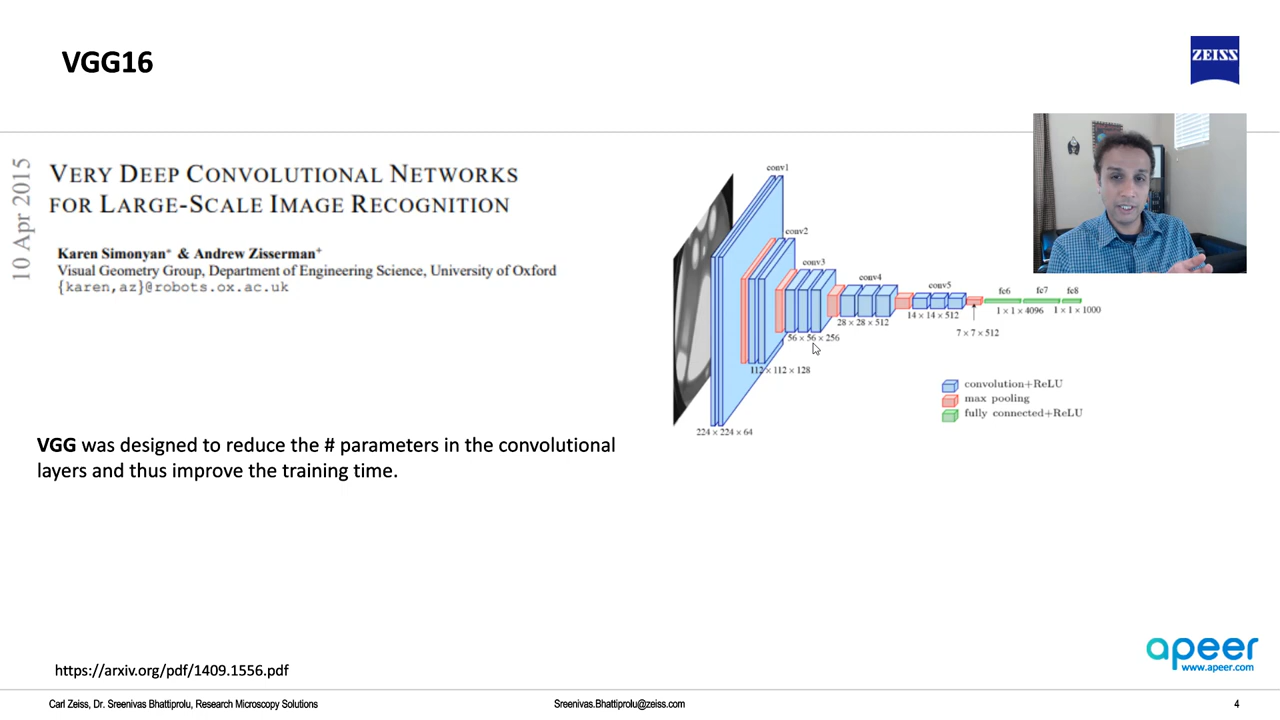 VGG16
ZEISS
10 Apr 2015
VERY DEEP CONVOLUTIONAL NETWORKS
FOR LARGE-SCALE IMAGE RECOGNITION
Karen Simonyan* & Andrew Zisserman+
Visual Geometry Group, Department of Engineering Science, University of Oxford
{karen,az}@robots.ox.ac.uk
conv1
conv2
conv3
conv4
conv5
fc6
fc7
fc8
1 × 1 × 4096
1 × 1 × 1000
14 × 14 × 512
28 × 28 × 512
7 × 7 × 512
56 × 56 × 256
112 × 112 × 128
224 × 224 × 64
convolution+ReLU
max pooling
fully connected+ReLU
VGG was designed to reduce the # parameters in the convolutional
layers and thus improve the training time.
https://arxiv.org/pdf/1409.1556.pdf
apeer
www.apeer.com
Carl Zeiss, Dr. Sreenivas Bhattiprolu, Research Microscopy Solutions
Sreenivas.Bhattiprolu@zeiss.com
4